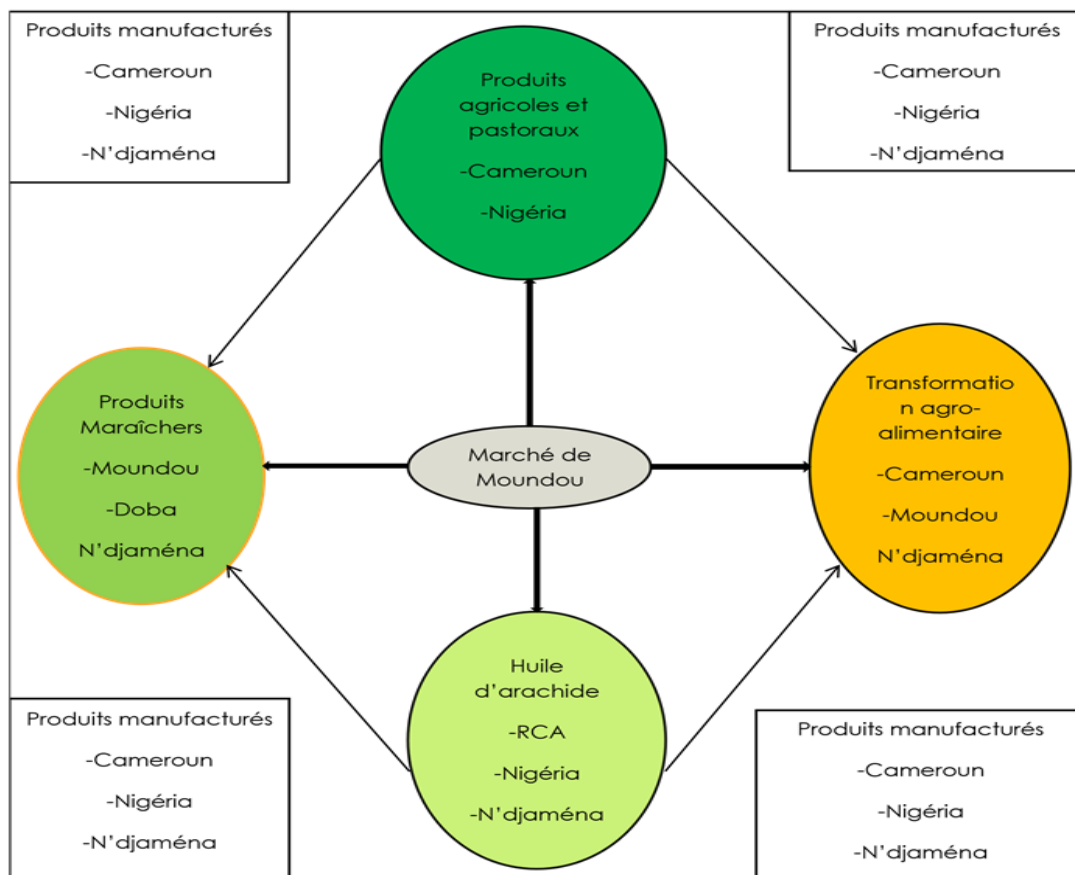 Produits manufacturés
-Cameroun
-Nigéria
-N'djaména
Produits
agricoles et
pastoraux
-Cameroun
-Nigéria
Produits manufacturés
-Cameroun
-Nigéria
-N'djaména
Produits
Maraîchers
-Moundou
-Doba
N'djaména
Marché de
Moundou
Transformatio
n agro-
alimentaire
-Cameroun
-Moundou
N'djaména
Produits manufacturés
-Cameroun
-Nigéria
-N'djaména
Huile
d'arachide
-RCA
-Nigéria
-N'djaména
Produits manufacturés
-Cameroun
-Nigéria
-N'djaména